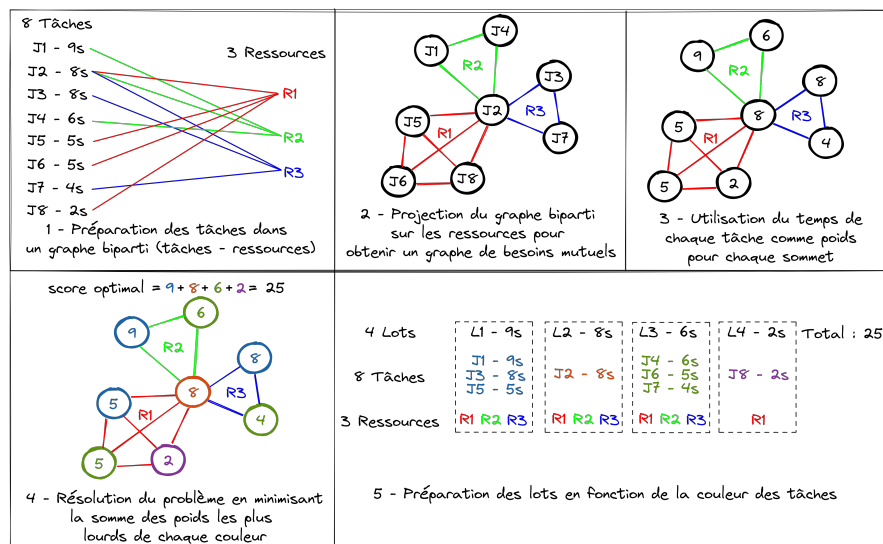 8 Tâches
3 Ressources
J1 - 9s
J2 - 8s
J3 - 8s
J4 - 6s
J5 - 5s
J6 - 5s
J7 - 4s
J8 - 2s
R1
R2
R3
1 - Préparation des tâches dans
un graphe biparti (tâches - ressources)
J1
J4
R2
J3
J2
R3
J5
R1
J7
J6
J8
2 - Projection du graphe biparti
sur les ressources pour
obtenir un graphe de besoins mutuels
9
6
R2
8
8
R3
5
R1
4
5
2
3 - Utilisation du temps de
chaque tâche comme poids
pour chaque sommet
score optimal = 9 + 8 + 6 + 2 = 25
6
9
R2
8
8
R3
5
R1
4
5
2
4 - Résolution du problème en minimisant
la somme des poids les plus
lourds de chaque couleur
4 Lots
L1 - 9s
L2 - 8s
L3 - 6s
L4 - 2s
Total : 25
8 Tâches
J1 - 9s
J3 - 8s
J5 - 5s
J2 - 8s
J4 - 6s
J6 - 5s
J7 - 4s
J8 - 2s
3 Ressources
R1 R2 R3
R1 R2 R3
R1 R2 R3
R1
5 - Préparation des lots en fonction de la couleur des tâches